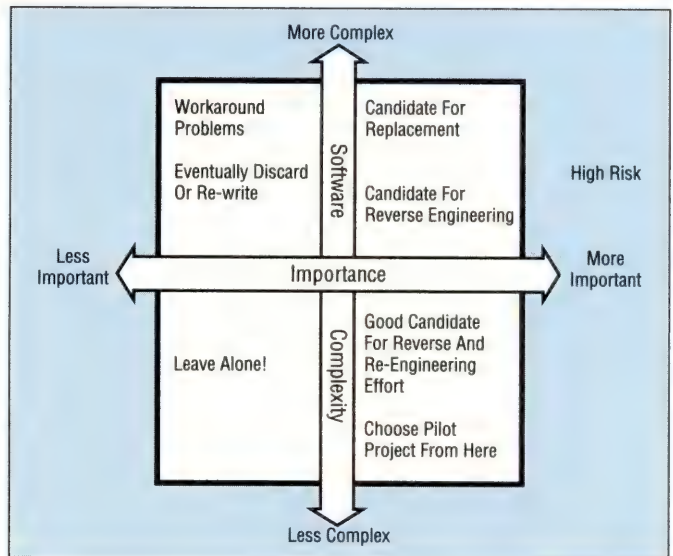 More Complex
Workaround
Problems
Eventually Discard
Or Re-write
Software
Candidate For
Replacement
Candidate For
Reverse Engineering
High Risk
Less
Important
Importance
More
Important
Leave Alone!
Complexity
Good Candidate
For Reverse And
Re-Engineering
Effort
Choose Pilot
Project From Here
Less Complex